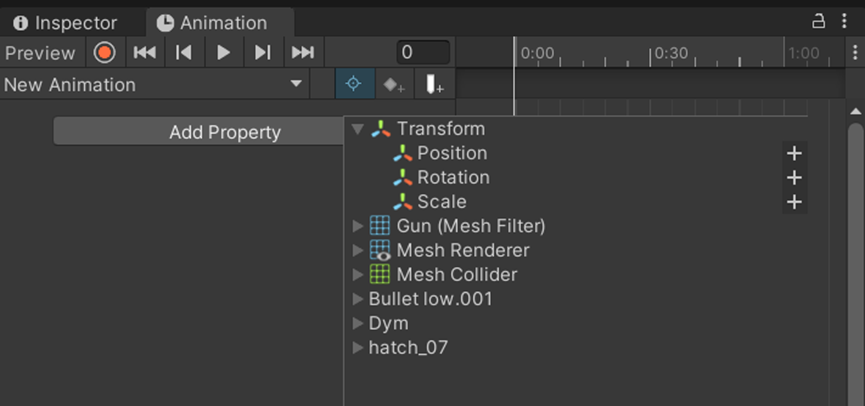 Inspector Animation
Preview 0 0:00 0:30 1:00
New Animation
Add Property
Transform
Position
Rotation
Scale
Gun (Mesh Filter)
Mesh Renderer
Mesh Collider
Bullet low.001
Dym
hatch_07